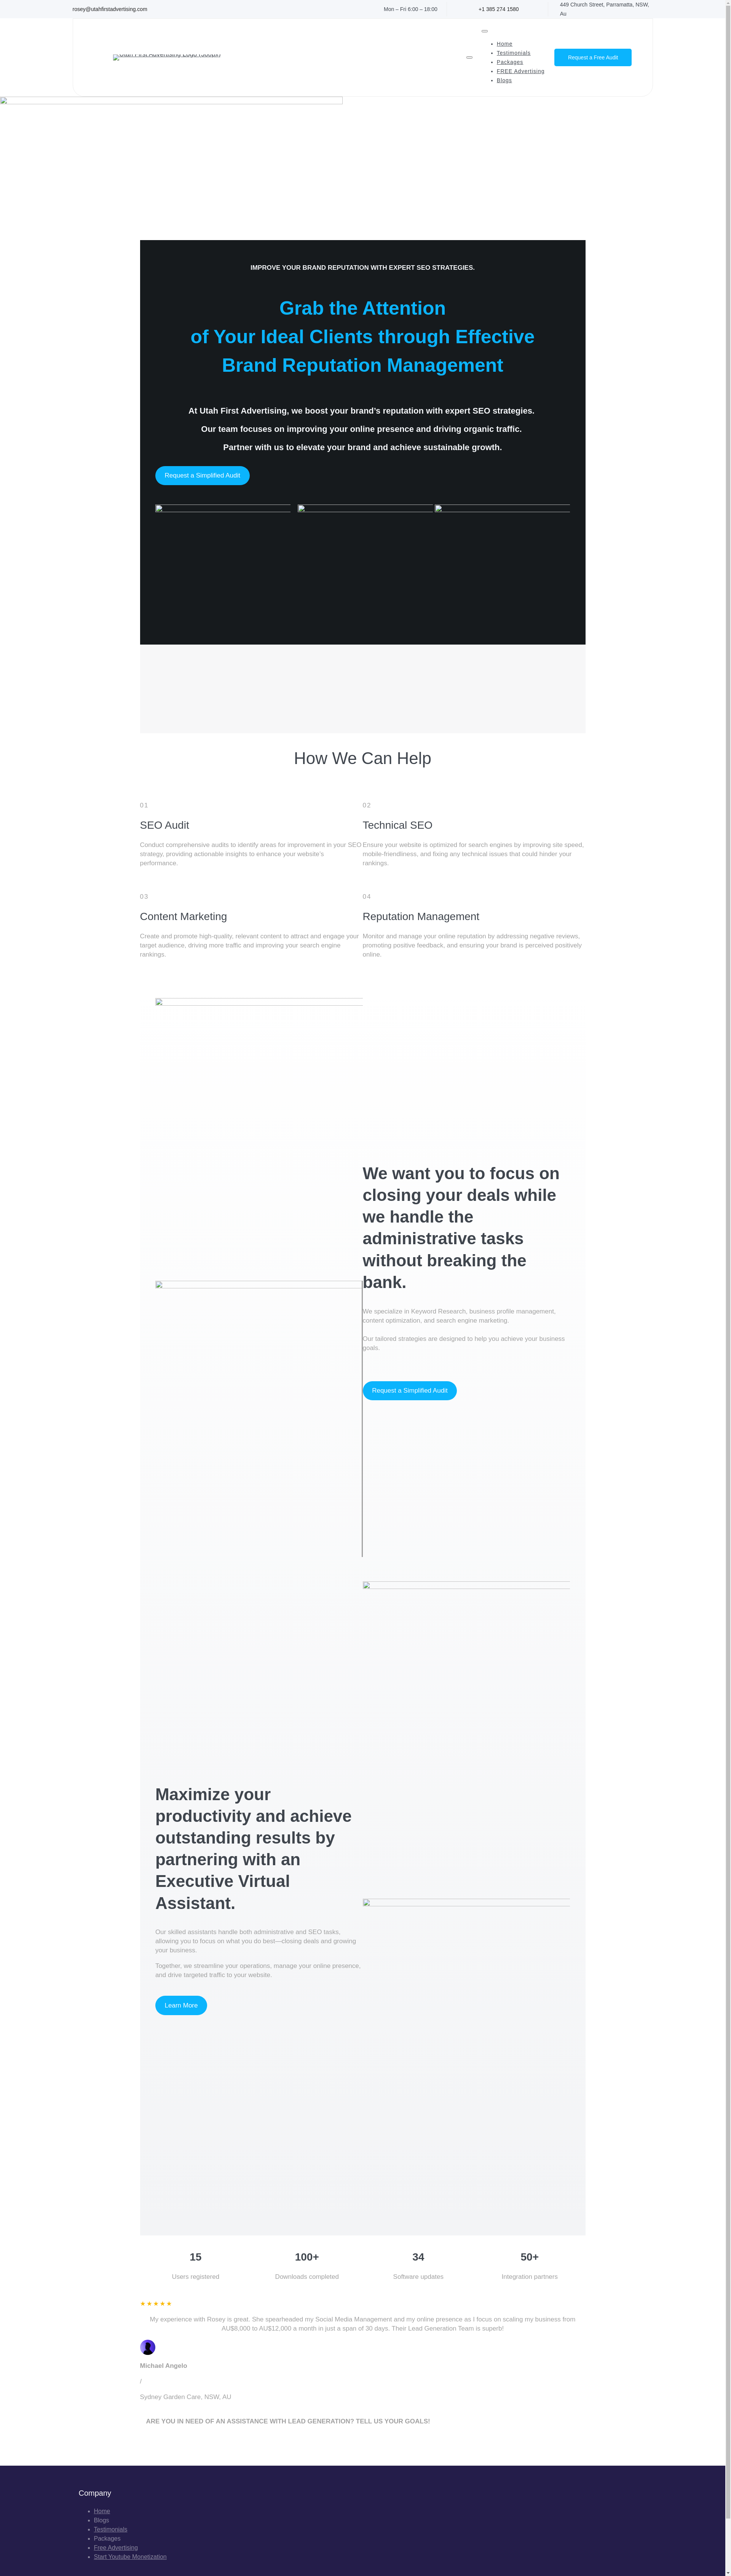 rosey@utahfirstadvertising.com
Mon – Fri 6:00 – 18:00
+1 385 274 1580
449 Church Street, Parramatta, NSW,
Au
Home
Testimonials
Packages
FREE Advertising
Blogs
Request a Free Audit
IMPROVE YOUR BRAND REPUTATION WITH EXPERT SEO STRATEGIES.
Grab the Attention
of Your Ideal Clients through Effective
Brand Reputation Management
At Utah First Advertising, we boost your brand’s reputation with expert SEO strategies.
Our team focuses on improving your online presence and driving organic traffic.
Partner with us to elevate your brand and achieve sustainable growth.
Request a Simplified Audit
How We Can Help
01
SEO Audit
Conduct comprehensive audits to identify areas for improvement in your SEO
strategy, providing actionable insights to enhance your website’s
performance.
02
Technical SEO
Ensure your website is optimized for search engines by improving site speed,
mobile-friendliness, and fixing any technical issues that could hinder your
rankings.
03
Content Marketing
Create and promote high-quality, relevant content to attract and engage your
target audience, driving more traffic and improving your search engine
rankings.
04
Reputation Management
Monitor and manage your online reputation by addressing negative reviews,
promoting positive feedback, and ensuring your brand is perceived positively
online.
We want you to focus on
closing your deals while
we handle the
administrative tasks
without breaking the
bank.
We specialize in Keyword Research, business profile management,
content optimization, and search engine marketing.
Our tailored strategies are designed to help you achieve your business
goals.
Request a Simplified Audit
Maximize your
productivity and achieve
outstanding results by
partnering with an
Executive Virtual
Assistant.
Our skilled assistants handle both administrative and SEO tasks,
allowing you to focus on what you do best—closing deals and growing
your business.
Together, we streamline your operations, manage your online presence,
and drive targeted traffic to your website.
Learn More
15
Users registered
100+
Downloads completed
34
Software updates
50+
Integration partners
My experience with Rosey is great. She spearheaded my Social Media Management and my online presence as I focus on scaling my business from
AU$8,000 to AU$12,000 a month in just a span of 30 days. Their Lead Generation Team is superb!
Michael Angelo
/
Sydney Garden Care, NSW, AU
ARE YOU IN NEED OF AN ASSISTANCE WITH LEAD GENERATION? TELL US YOUR GOALS!
Company
Home
Blogs
Testimonials
Packages
Free Advertising
Start Youtube Monetization